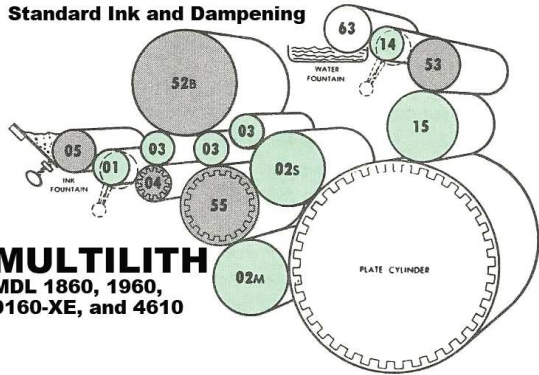 Standard Ink and Dampening
63
14
53
WATER
FOUNTAIN
52B
15
03
03
03
05
01
04
02S
INK
FOUNTAIN
55
02M
PLATE CYLINDER
MULTILITH
MDL 1860, 1960,
9160-XE, and 4610